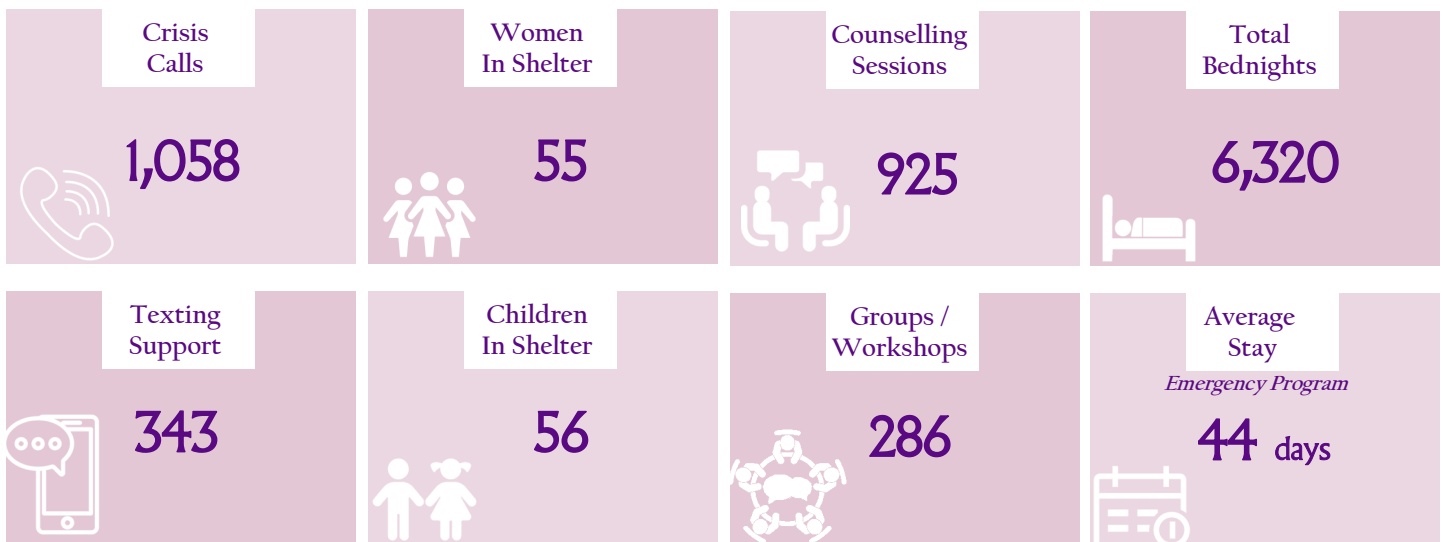 Crisis
Calls
1,058
Women
In Shelter
55
Counselling
Sessions
925
Total
Bednights
6,320
Texting
Support
343
Children
In Shelter
56
Groups /
Workshops
286
Average
Stay
Emergency Program
44 days